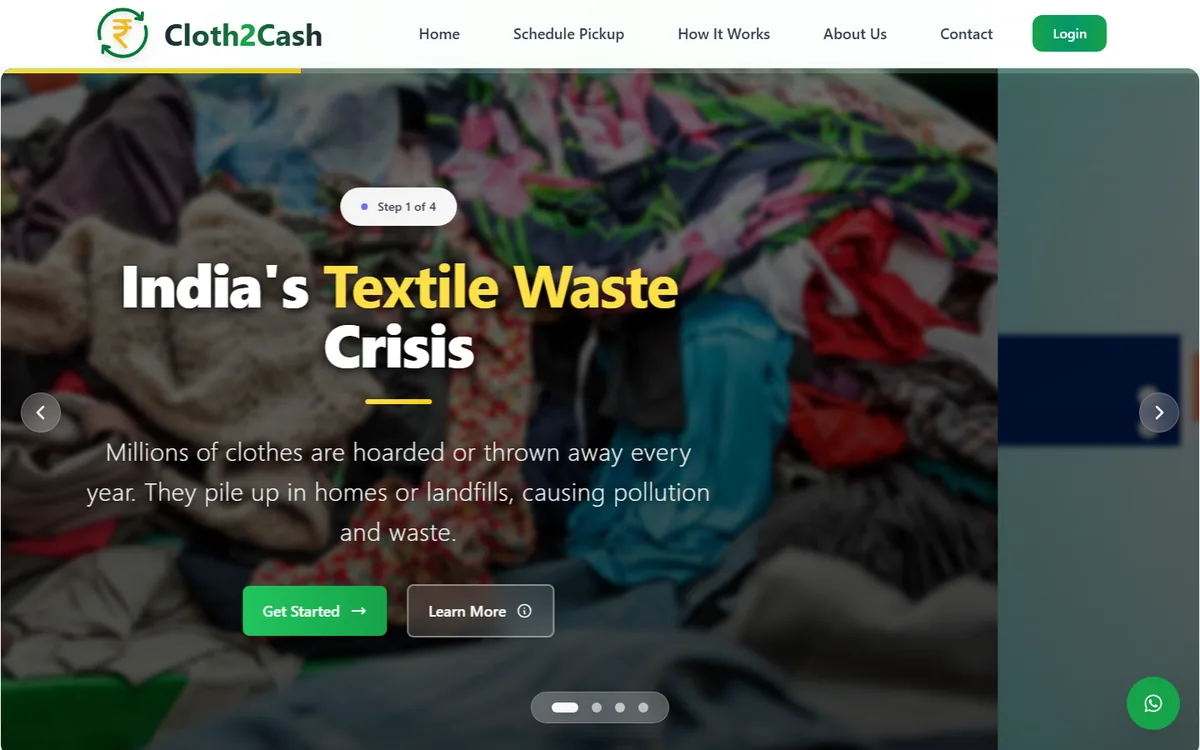 ₹
Cloth2Cash
Home
Schedule Pickup
How It Works
About Us
Contact
Login
Step 1 of 4
India's Textile Waste
Crisis
Millions of clothes are hoarded or thrown away every
year. They pile up in homes or landfills, causing pollution
and waste.
Get Started →
Learn More